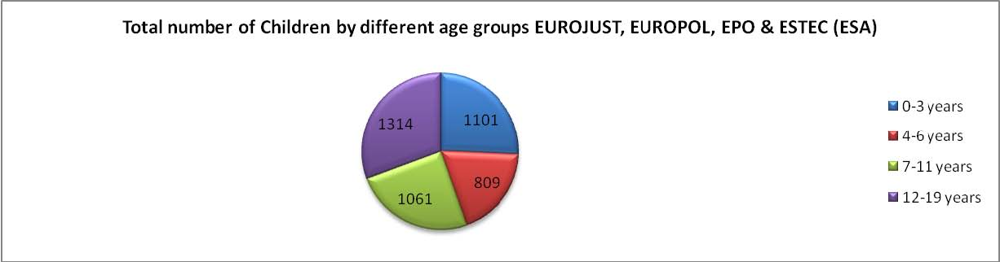 Total number of Children by different age groups EUROJUST, EUROPOL, EPO & ESTEC (ESA)
1314
1101
809
1061
0-3 years
4-6 years
7-11 years
12-19 years